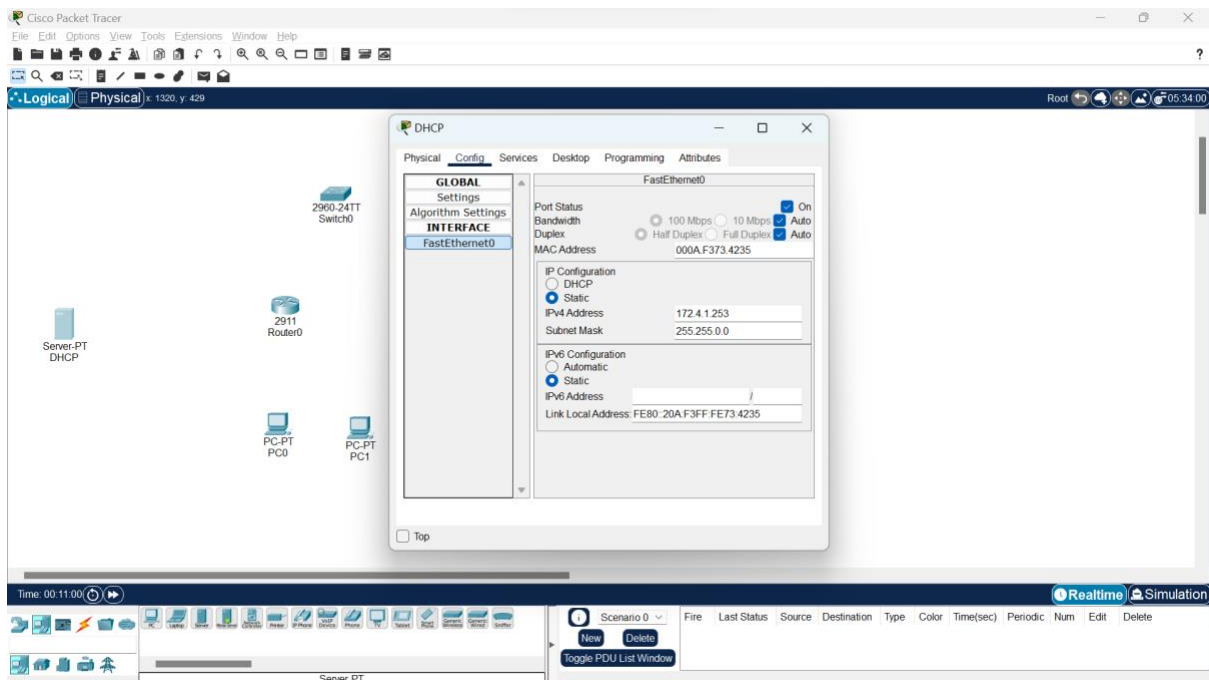 Cisco Packet Tracer
File Edit Options View Tools Extensions Window Help
?
Logical Physical x: 1320, y: 429 Root 05:34:00
2960-24TT
Switch0
2911
Router0
Server-PT
DHCP
PC-PT
PC0
PC-PT
PC1
DHCP
Physical Config Services Desktop Programming Attributes
GLOBAL
Settings
Algorithm Settings
INTERFACE
FastEthernet0
FastEthernet0
Port Status On
Bandwidth 100 Mbps 10 Mbps Auto
Duplex Half Duplex Full Duplex Auto
MAC Address 000A.F373.4235
IP Configuration
DHCP
Static
IPv4 Address 172.4.1.253
Subnet Mask 255.255.0.0
IPv6 Configuration
Automatic
Static
IPv6 Address /
Link Local Address: FE80::20A:F3FF:FE73:4235
Top
Time: 00:11:00 Realtime Simulation
Scenario 0 Fire Last Status Source Destination Type Color Time(sec) Periodic Num Edit Delete
New Delete
Toggle PDU List Window
Server-PT